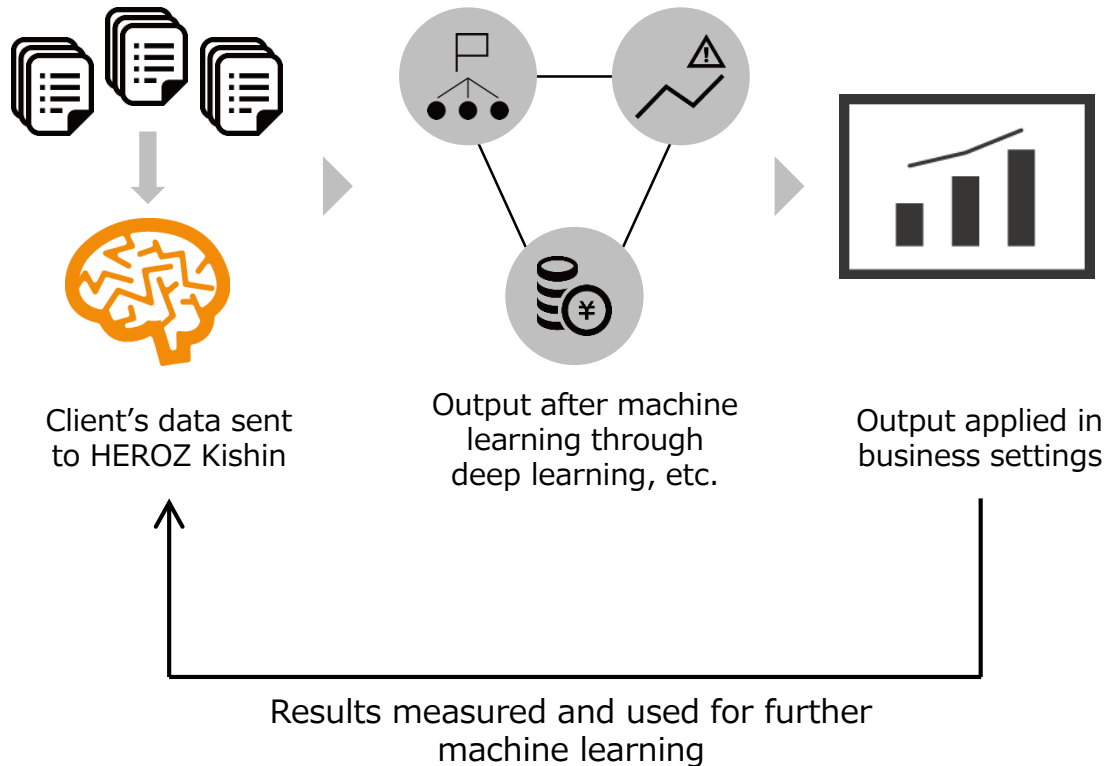 Client’s data sent
to HEROZ Kishin
Output after machine
learning through
deep learning, etc.
Output applied in
business settings
Results measured and used for further
machine learning
!
¥